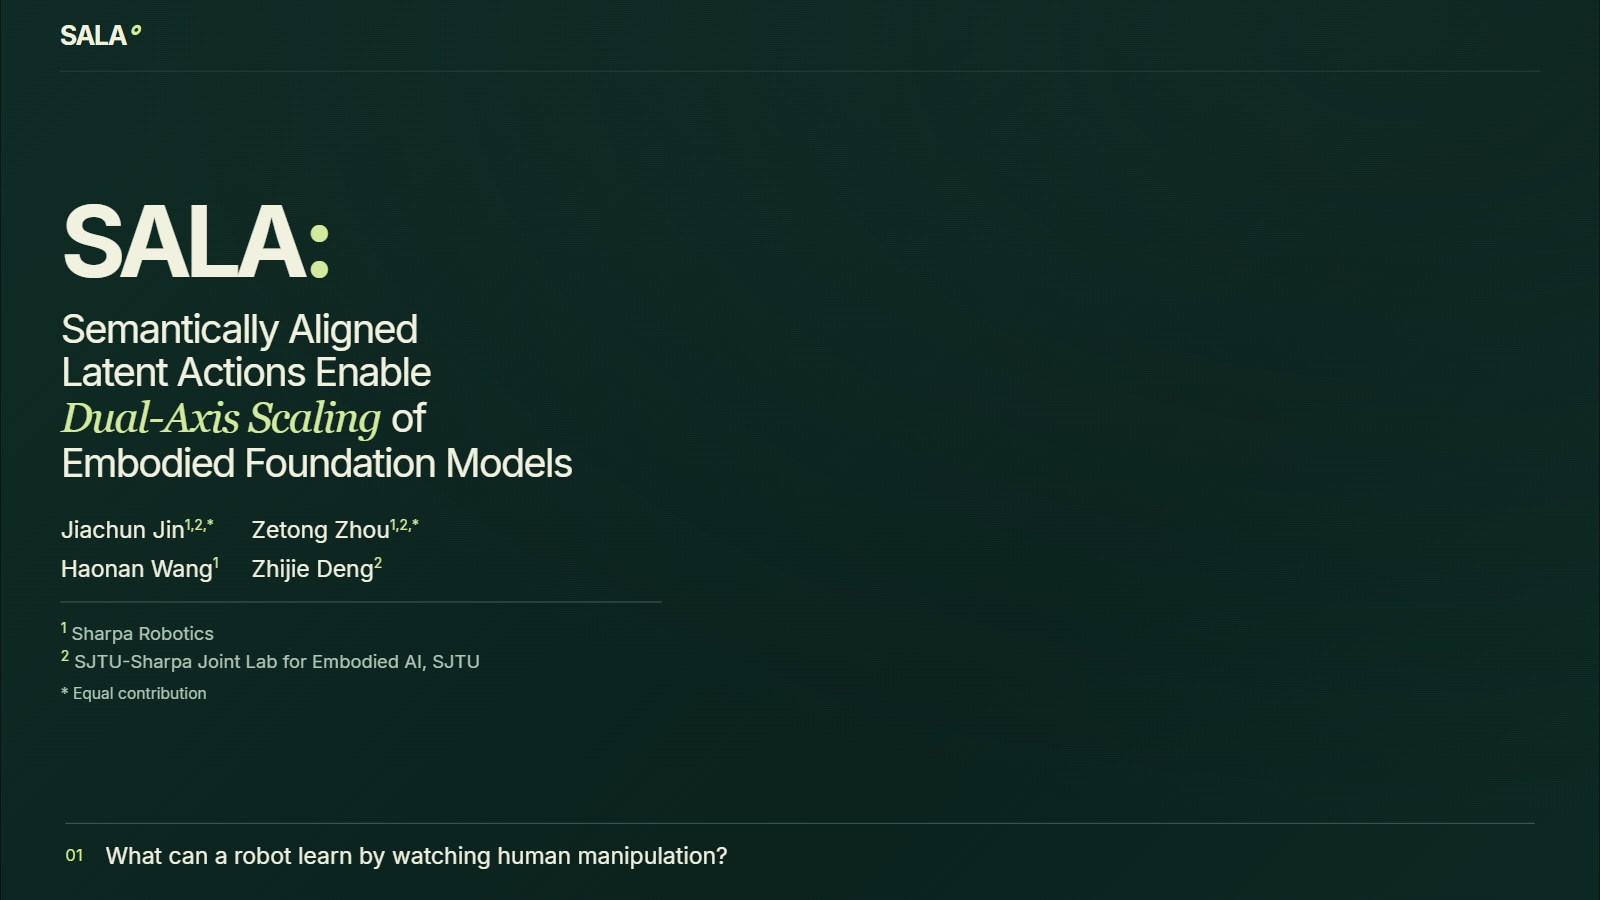 SALA°
SALA:
Semantically Aligned
Latent Actions Enable
Dual-Axis Scaling of
Embodied Foundation Models
Jiachun Jin1,2,* Zetong Zhou1,2,*
Haonan Wang1 Zhijie Deng2
1 Sharpa Robotics
2 SJTU-Sharpa Joint Lab for Embodied AI, SJTU
* Equal contribution
01 What can a robot learn by watching human manipulation?